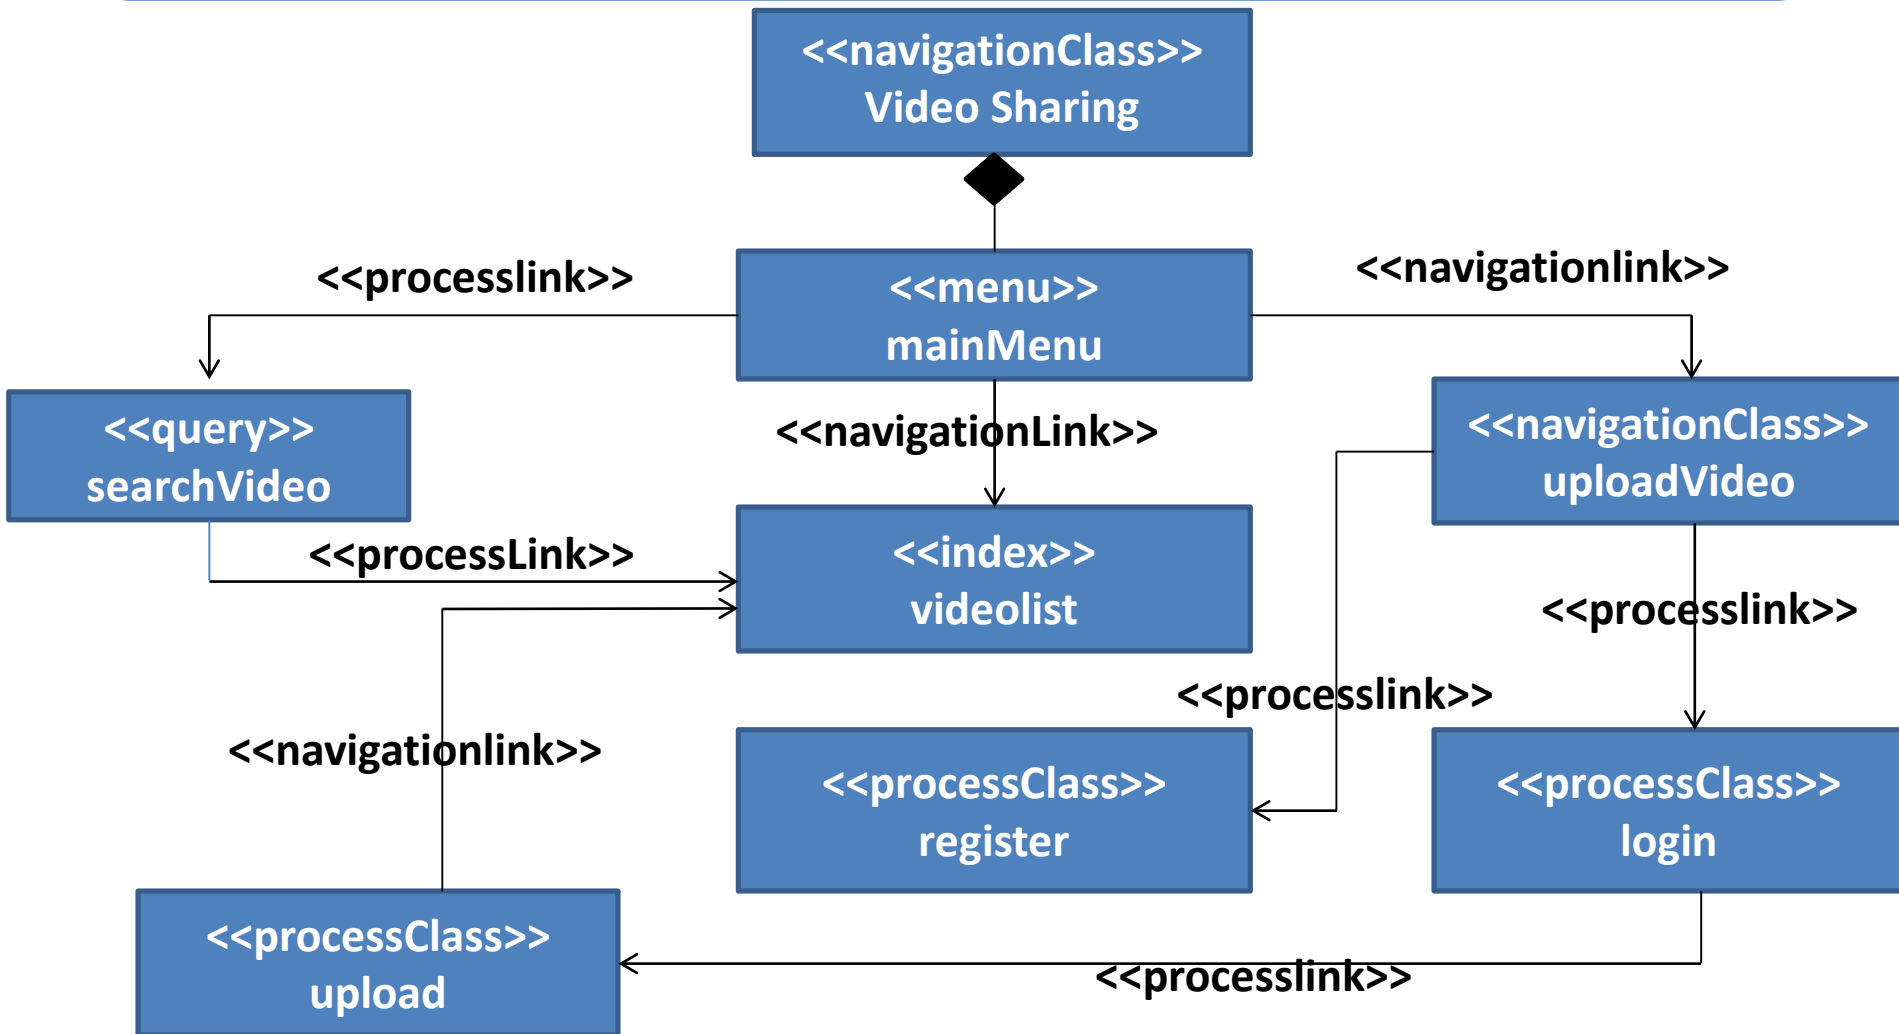 <<navigationClass>>
Video Sharing
<<processlink>>
<<menu>>
mainMenu
<<navigationlink>>
<<query>>
searchVideo
<<navigationLink>>
<<navigationClass>>
uploadVideo
<<processLink>>
<<index>>
videolist
<<processlink>>
<<processlink>>
<<navigationlink>>
<<processClass>>
register
<<processClass>>
login
<<processClass>>
upload
<<processlink>>